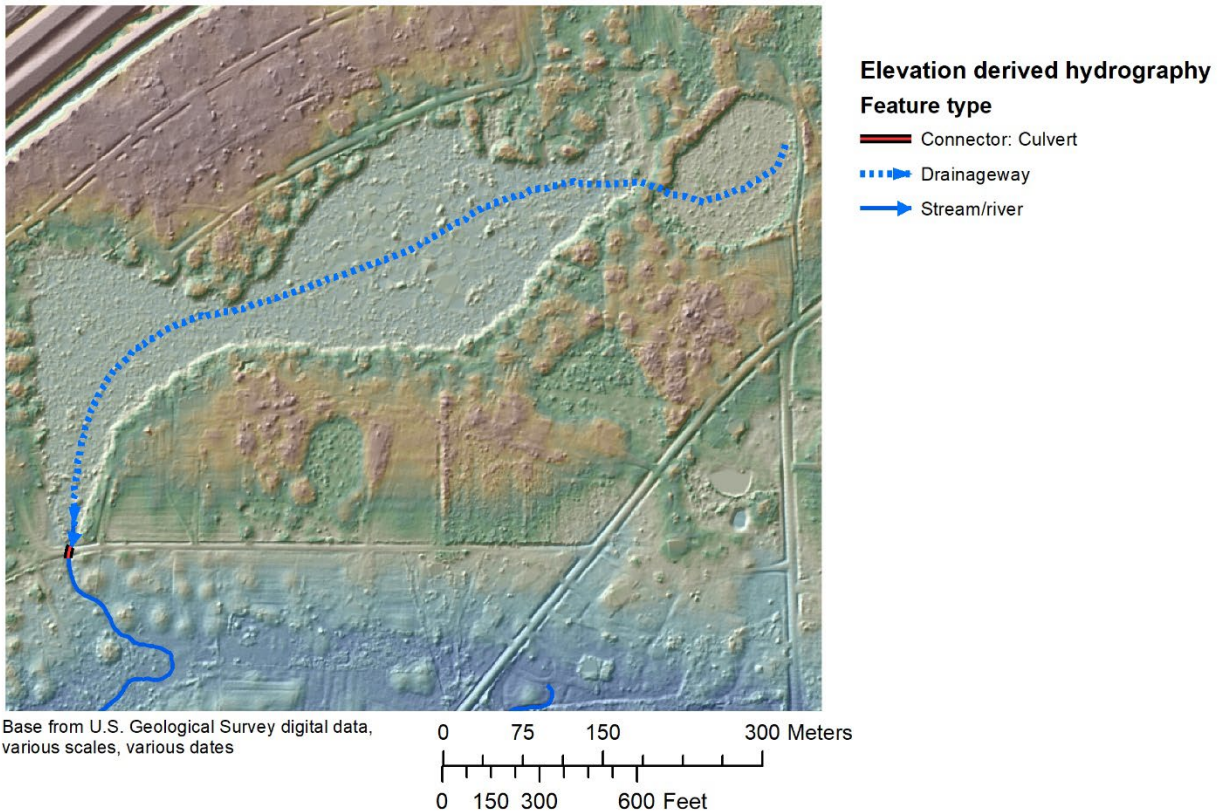 Elevation derived hydrography
Feature type
Connector: Culvert
Drainageway
Stream/river
Base from U.S. Geological Survey digital data,
various scales, various dates
0 75 150 300 Meters
0 150 300 600 Feet